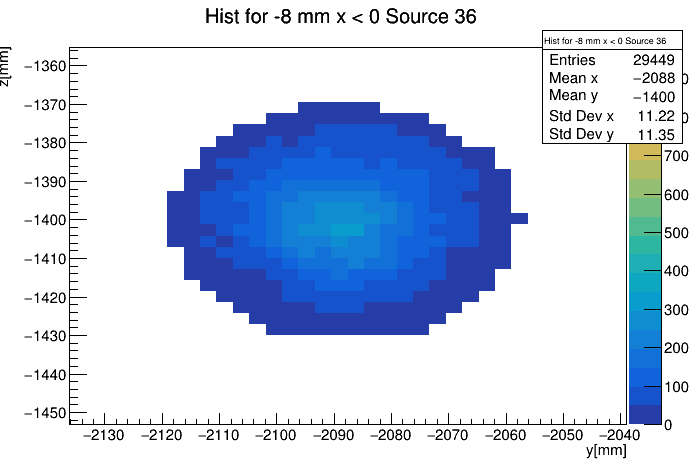 Hist for -8 mm x < 0 Source 36
z[mm]
Hist for -8 mm x < 0 Source 36
Entries 29449
Mean x −2088
Mean y −1400
Std Dev x 11.22
Std Dev y 11.35
−1360
−1370
−1380
−1390
−1400
−1410
−1420
−1430
−1440
−1450
700
600
500
400
300
200
100
0
−2130 −2120 −2110 −2100 −2090 −2080 −2070 −2060 −2050 −2040
y[mm]